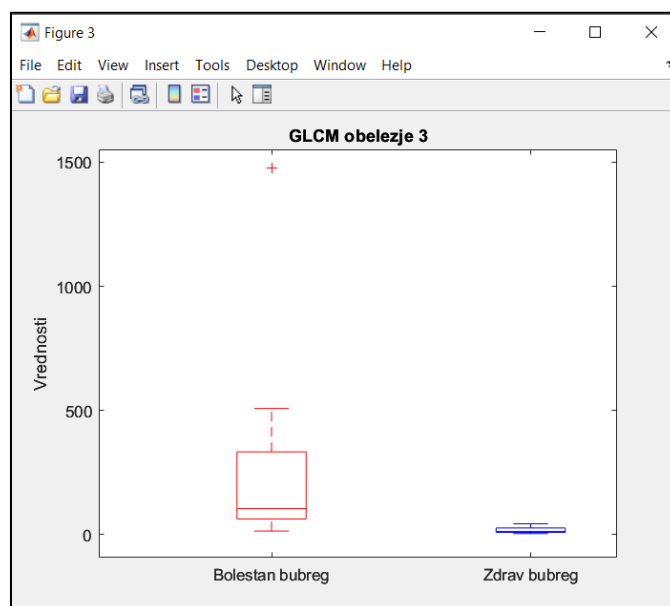 Figure 3
File Edit View Insert Tools Desktop Window Help
GLCM obelezje 3
1500
1000
500
0
Vrednosti
Bolestan bubreg Zdrav bubreg